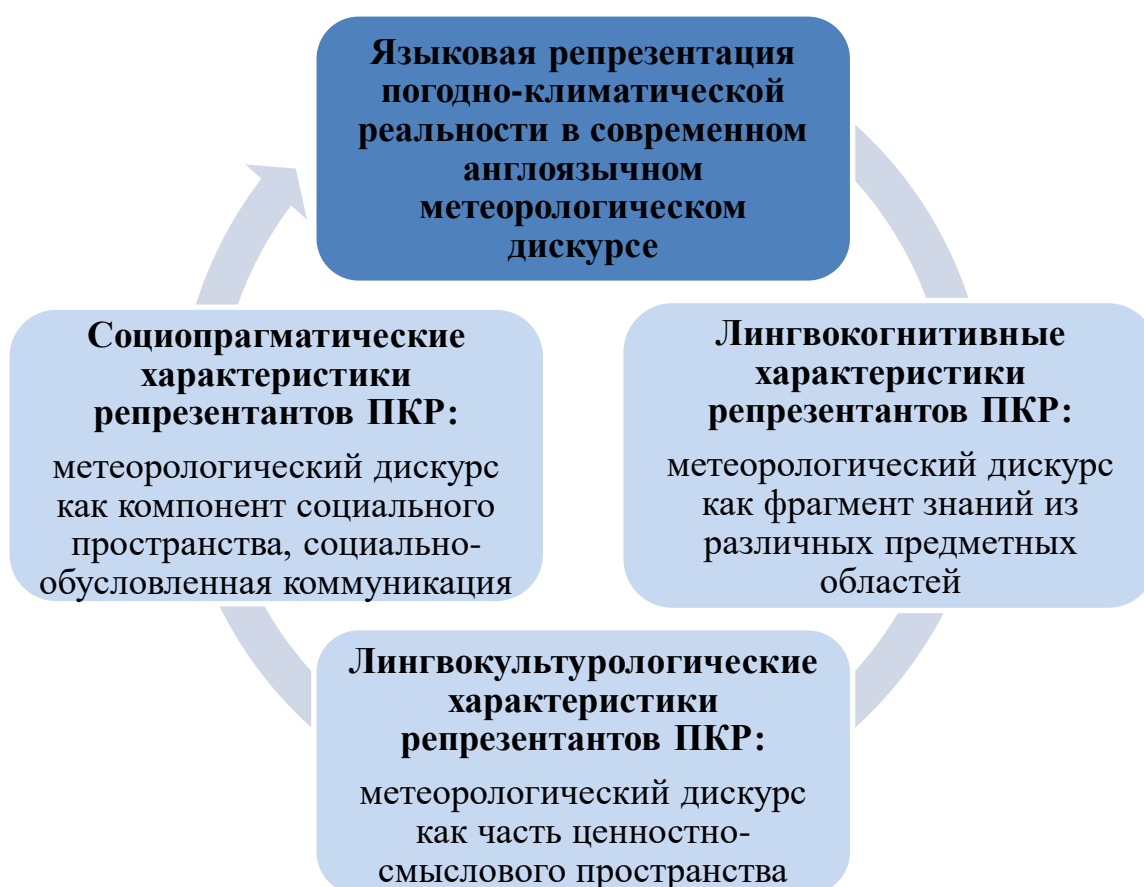 Языковая репрезентация
погодно-климатической
реальности в современном
англоязычном
метеорологическом
дискурсе
Социопрагматические
характеристики
репрезентантов ПКР:
метеорологический дискурс
как компонент социального
пространства, социально-
обусловленная коммуникация
Лингвокогнитивные
характеристики
репрезентантов ПКР:
метеорологический дискурс
как фрагмент знаний из
различных предметных
областей
Лингвокультурологические
характеристики
репрезентантов ПКР:
метеорологический дискурс
как часть ценностно-
смыслового пространства